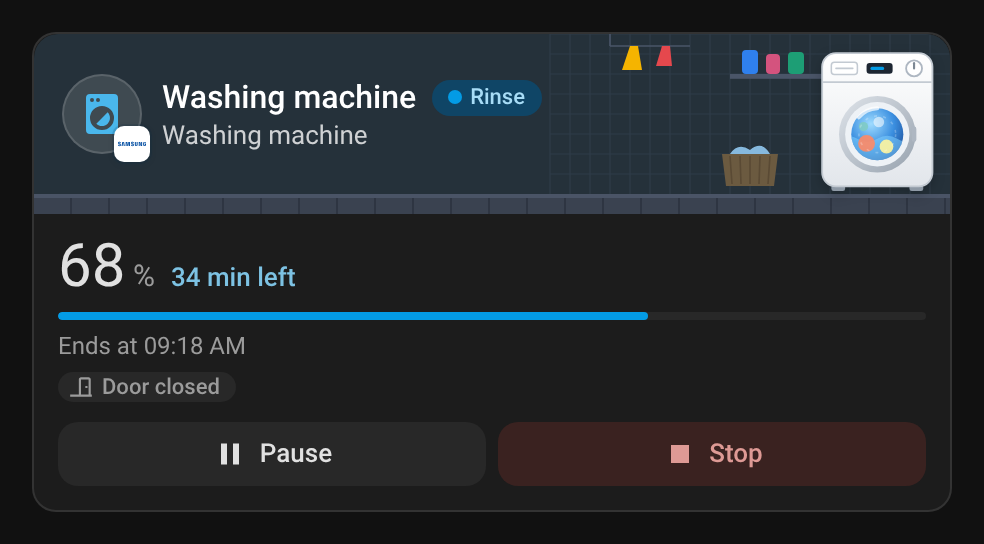 Washing machine
Rinse
SAMSUNG
Washing machine
68 % 34 min left
Ends at 09:18 AM
Door closed
Pause
Stop